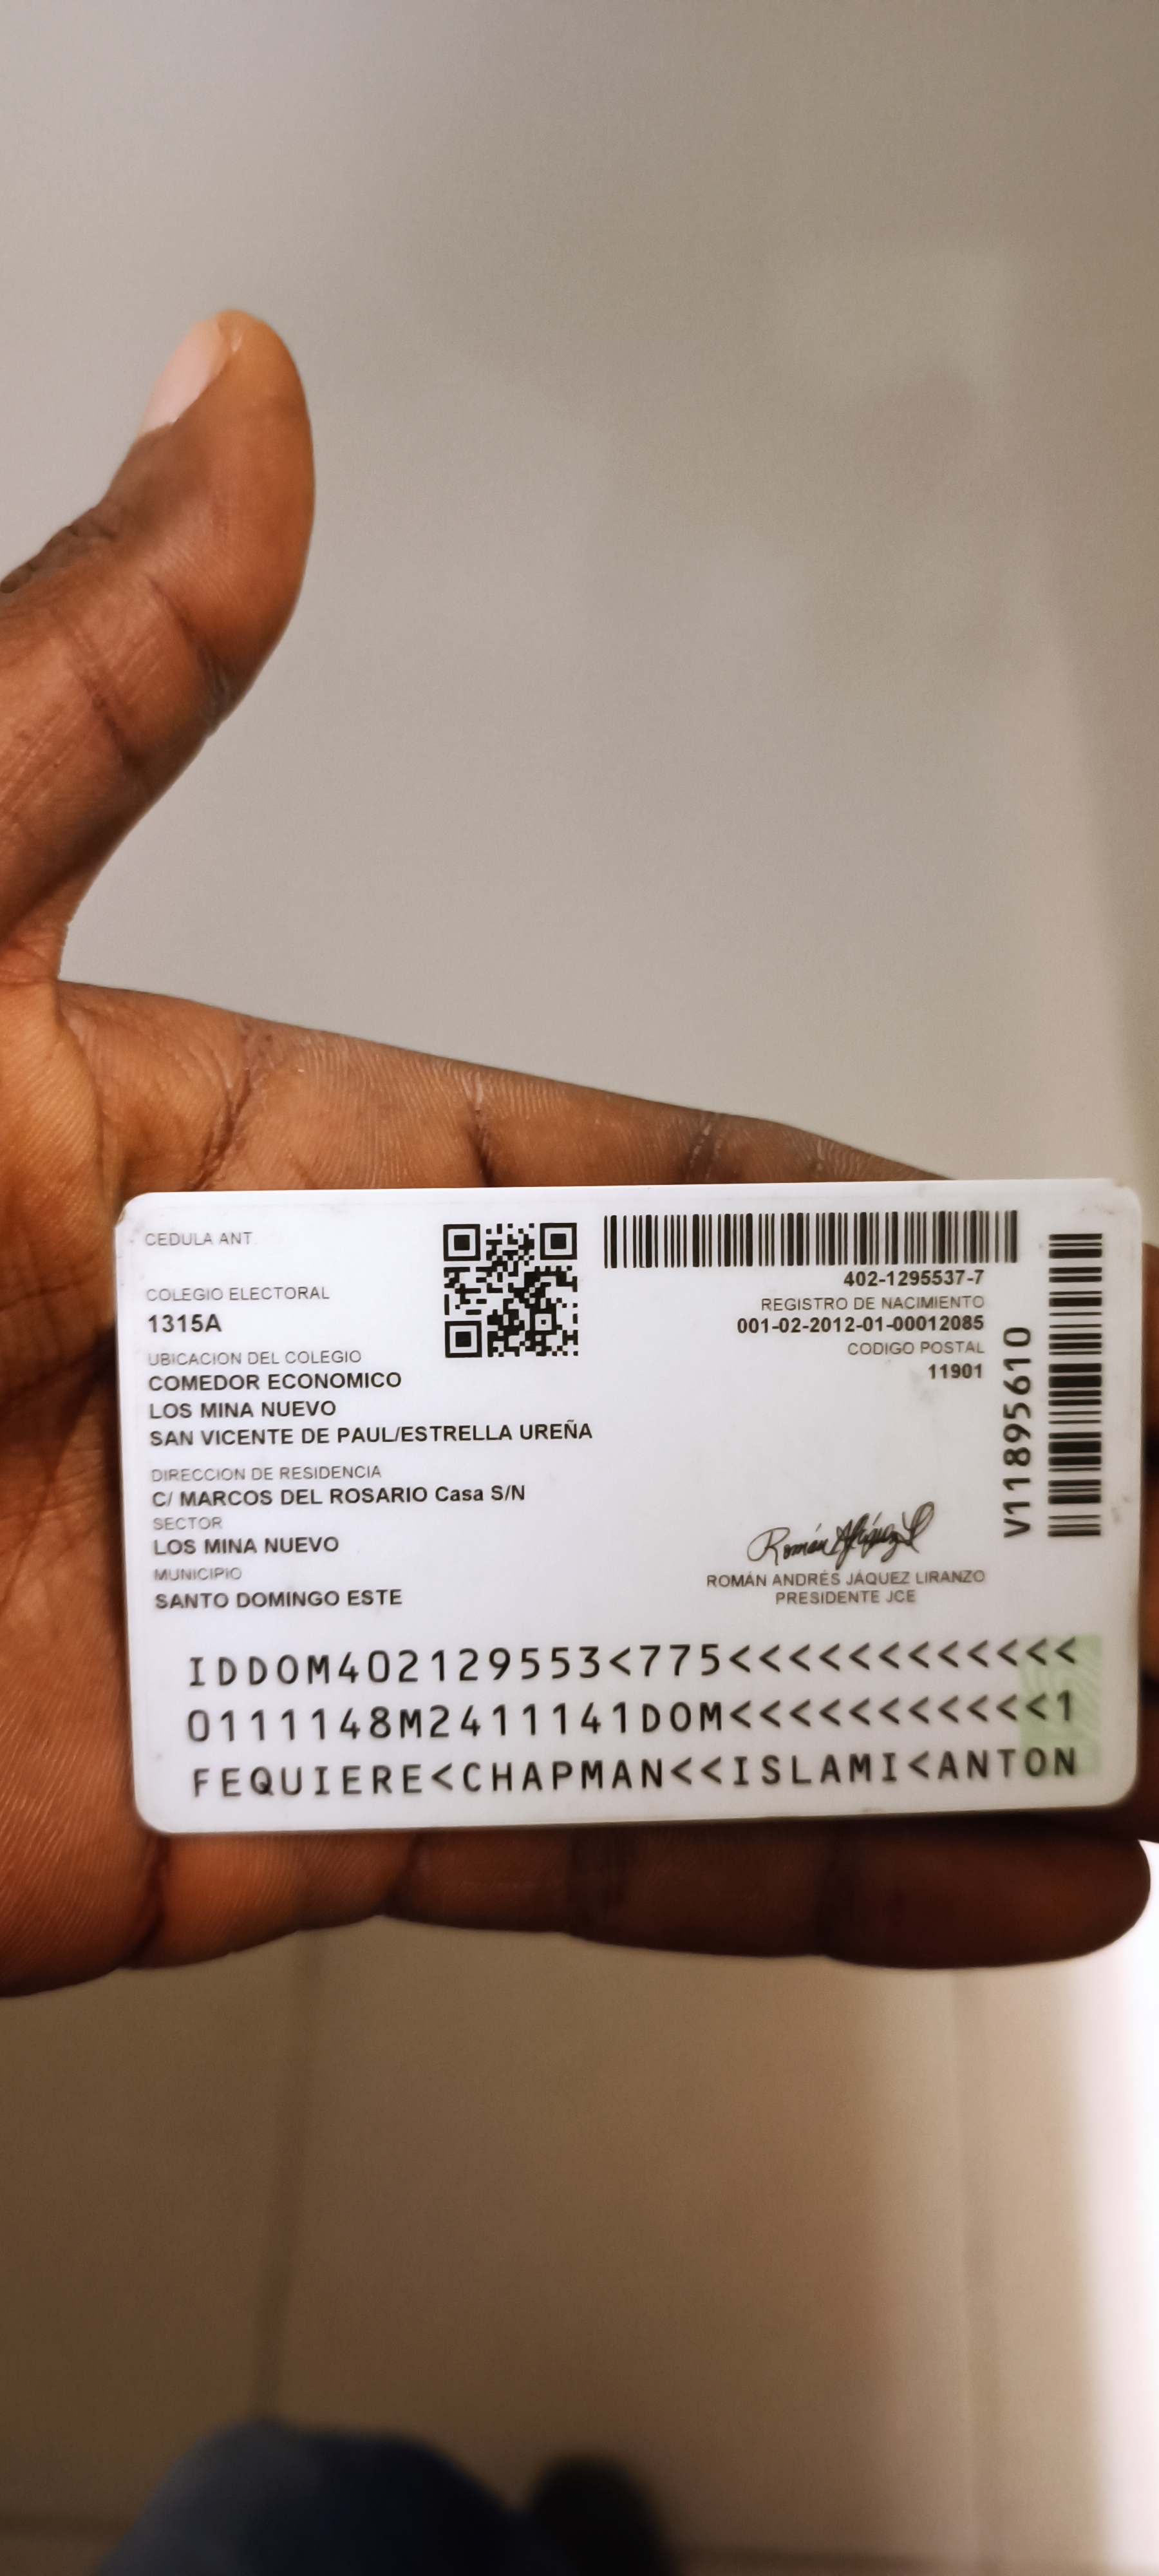 CEDULA ANT
COLEGIO ELECTORAL
1315A
UBICACION DEL COLEGIO
COMEDOR ECONOMICO
LOS MINA NUEVO
SAN VICENTE DE PAUL/ESTRELLA UREÑA
DIRECCION DE RESIDENCIA
C/ MARCOS DEL ROSARIO Casa S/N
SECTOR
LOS MINA NUEVO
MUNICIPIO
SANTO DOMINGO ESTE
402-1295537-7
REGISTRO DE NACIMIENTO
001-02-2012-01-00012085
CODIGO POSTAL
11901
V11895610
ROMÁN ANDRÉS JÁQUEZ LIRANZO
PRESIDENTE JCE
IDDOM402129553<775<<<<<<<<<<<<<
0111148M2411141DOM<<<<<<<<<<<<1
FEQUIERE<CHAPMAN<<ISLAMI<ANTON